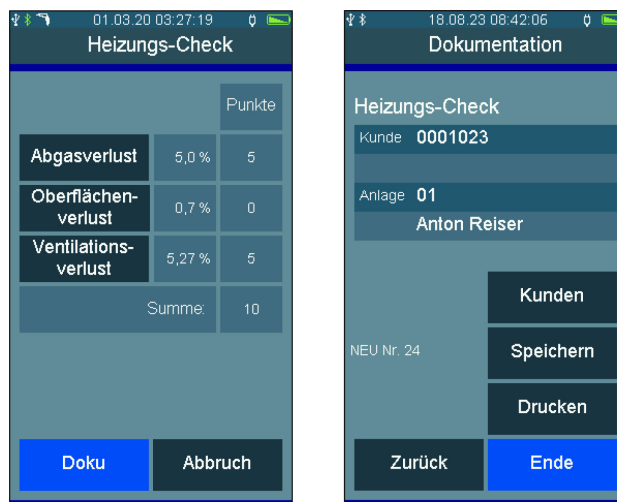 01.03.20 03:27:19
Heizungs-Check
Punkte
Abgasverlust 5,0 % 5
Oberflächen-
verlust 0,7 % 0
Ventilations-
verlust 5,27 % 5
Summe: 10
Doku Abbruch
18.08.23 08:42:06
Dokumentation
Heizungs-Check
Kunde 0001023
Anlage 01
Anton Reiser
Kunden
NEU Nr. 24 Speichern
Drucken
Zurück Ende